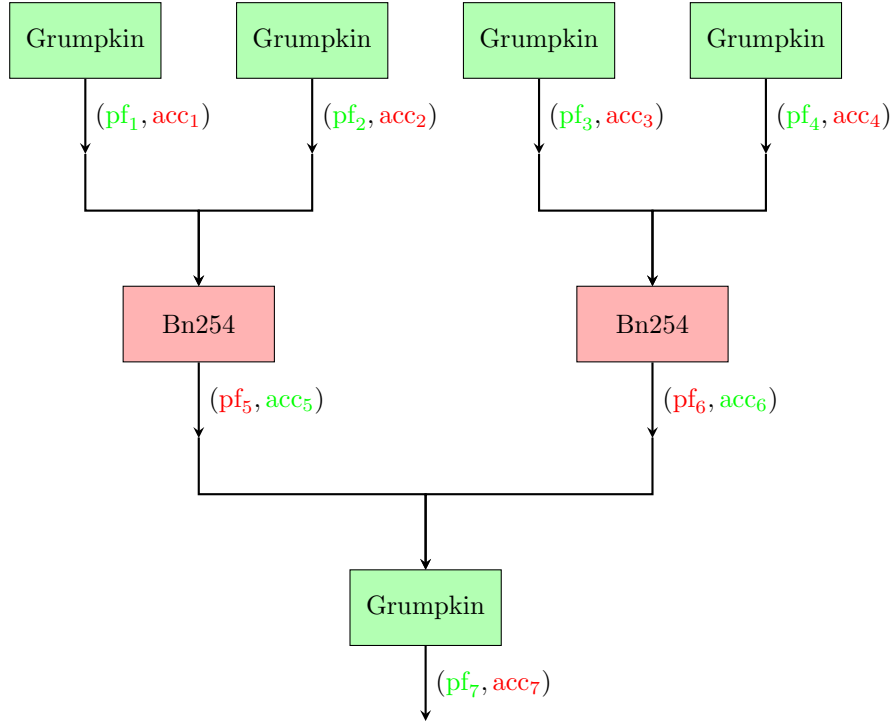 Grumpkin Grumpkin Grumpkin Grumpkin
(pf₁, acc₁) (pf₂, acc₂) (pf₃, acc₃) (pf₄, acc₄)
Bn254 Bn254
(pf₅, acc₅) (pf₆, acc₆)
Grumpkin
(pf₇, acc₇)